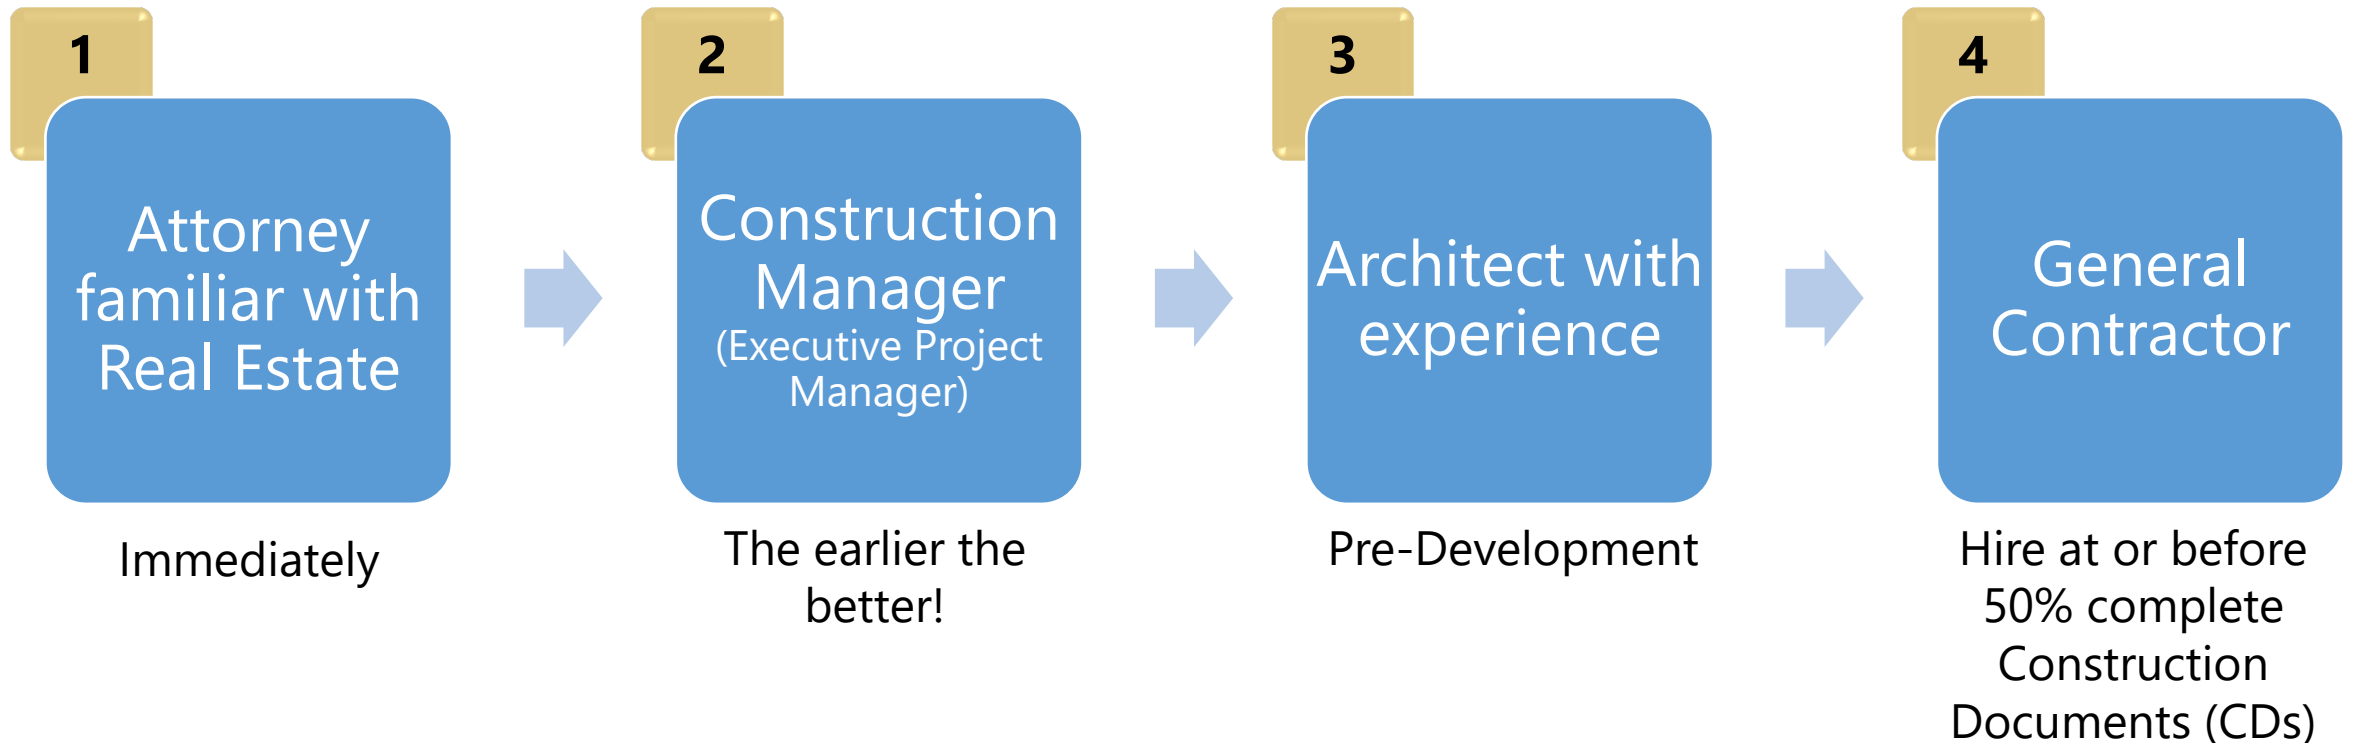 1
Attorney
familiar with
Real Estate
Immediately
2
Construction
Manager
(Executive Project
Manager)
The earlier the
better!
3
Architect with
experience
Pre-Development
4
General
Contractor
Hire at or before
50% complete
Construction
Documents (CDs)